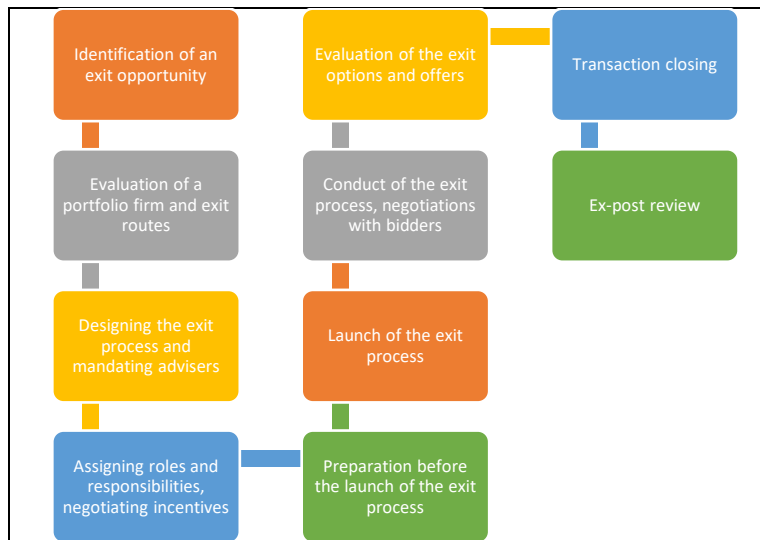 Identification of an
exit opportunity
Evaluation of a
portfolio firm and exit
routes
Designing the exit
process and
mandating advisers
Assigning roles and
responsibilities,
negotiating incentives
Preparation before
the launch of the exit
process
Launch of the exit
process
Conduct of the exit
process, negotiations
with bidders
Evaluation of the exit
options and offers
Transaction closing
Ex-post review